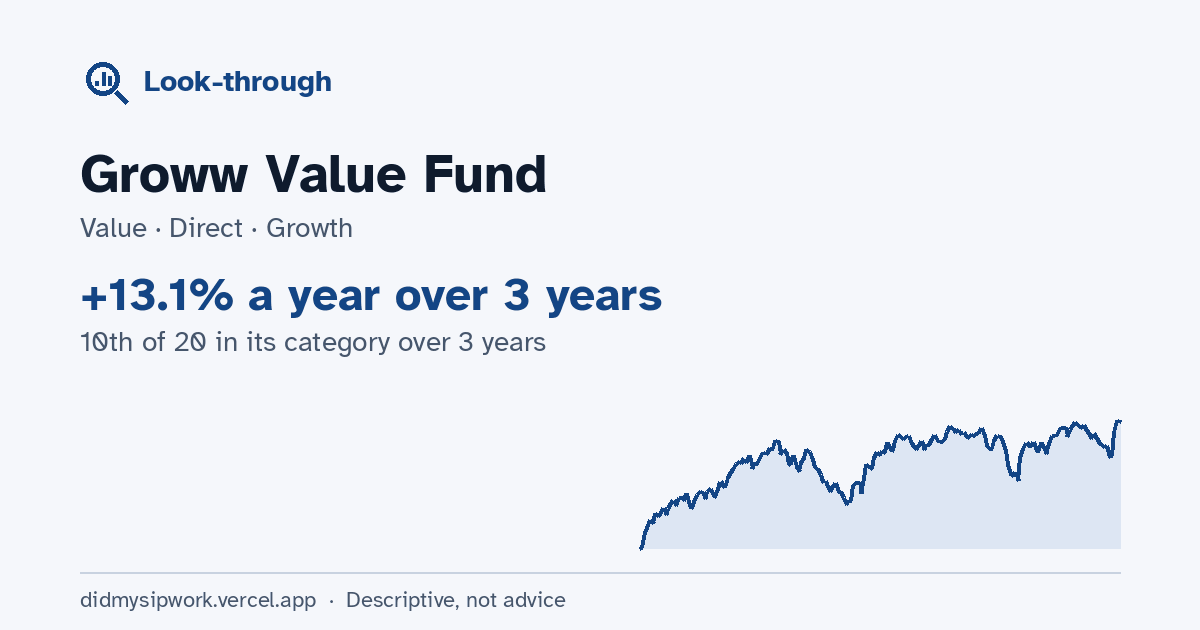 Look-through
Groww Value Fund
Value · Direct · Growth
+13.1% a year over 3 years
10th of 20 in its category over 3 years
didmysipwork.vercel.app · Descriptive, not advice